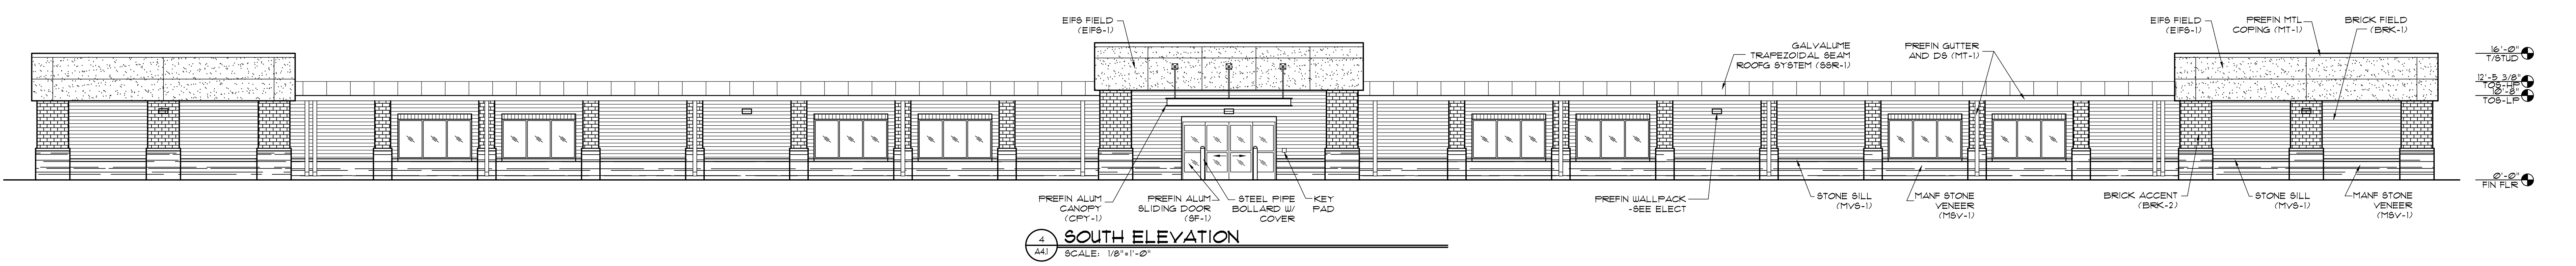 EIFS FIELD
(EIFS-1)
GALVALUME
TRAPEZOIDAL SEAM
ROOFG SYSTEM (SSR-1)
PREFIN GUTTER
AND DS (MT-1)
EIFS FIELD
(EIFS-1)
PREFIN MTL
COPING (MT-1)
BRICK FIELD
(BRK-1)
16'-0"
T/STUD
12'-5 3/8"
TOS-HP
10'-8"
TOS-LP
0'-0"
FIN FLR
PREFIN ALUM
CANOPY
(CPY-1)
PREFIN ALUM
SLIDING DOOR
(SF-1)
STEEL PIPE
BOLLARD W/
COVER
KEY
PAD
PREFIN WALLPACK
-SEE ELECT
STONE SILL
(MVS-1)
MANF STONE
VENEER
(MSV-1)
BRICK ACCENT
(BRK-2)
STONE SILL
(MVS-1)
MANF STONE
VENEER
(MSV-1)
4
A4.1
SOUTH ELEVATION
SCALE: 1/8"=1'-0"